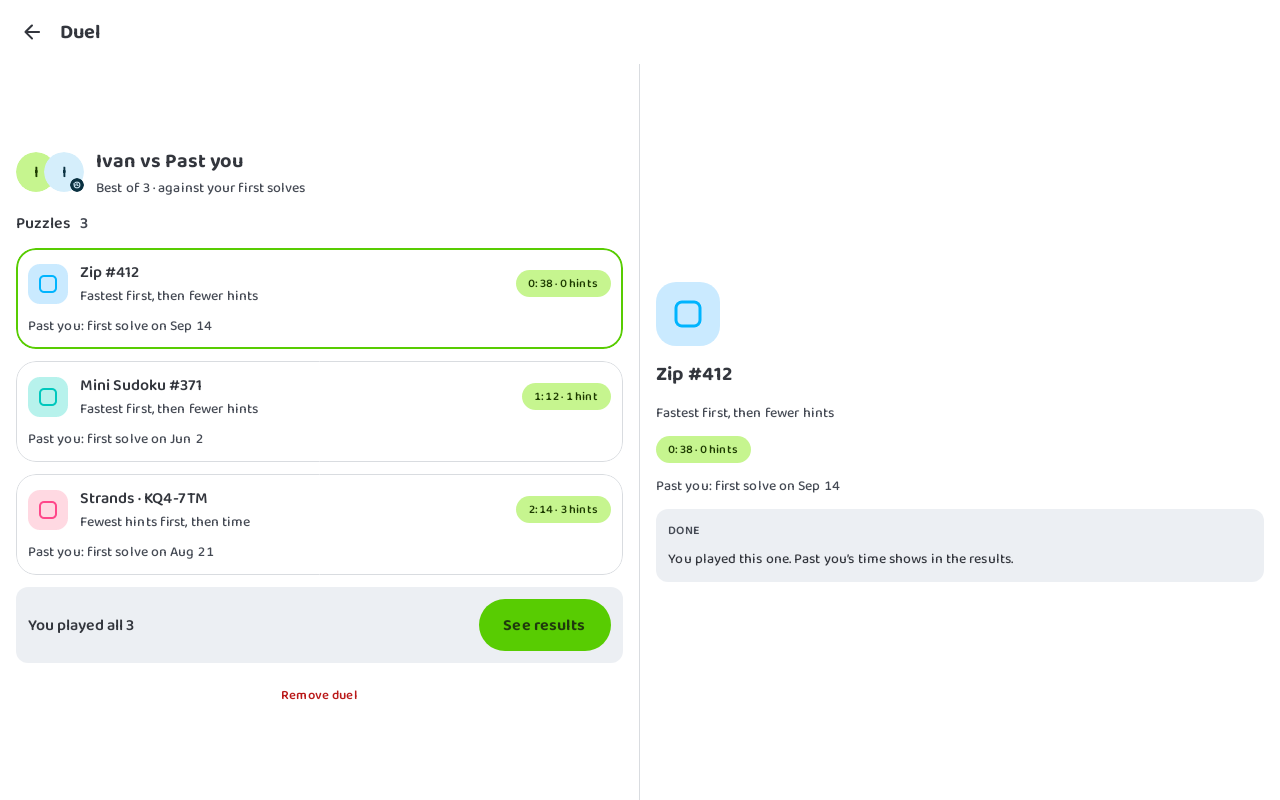 Duel
Ivan vs Past you
Best of 3 · against your first solves
Puzzles 3
Zip #412
Fastest first, then fewer hints
0:38 · 0 hints
Past you: first solve on Sep 14
Mini Sudoku #371
Fastest first, then fewer hints
1:12 · 1 hint
Past you: first solve on Jun 2
Strands · KQ4-7TM
Fewest hints first, then time
2:14 · 3 hints
Past you: first solve on Aug 21
You played all 3
See results
Remove duel
Zip #412
Fastest first, then fewer hints
0:38 · 0 hints
Past you: first solve on Sep 14
DONE
You played this one. Past you's time shows in the results.